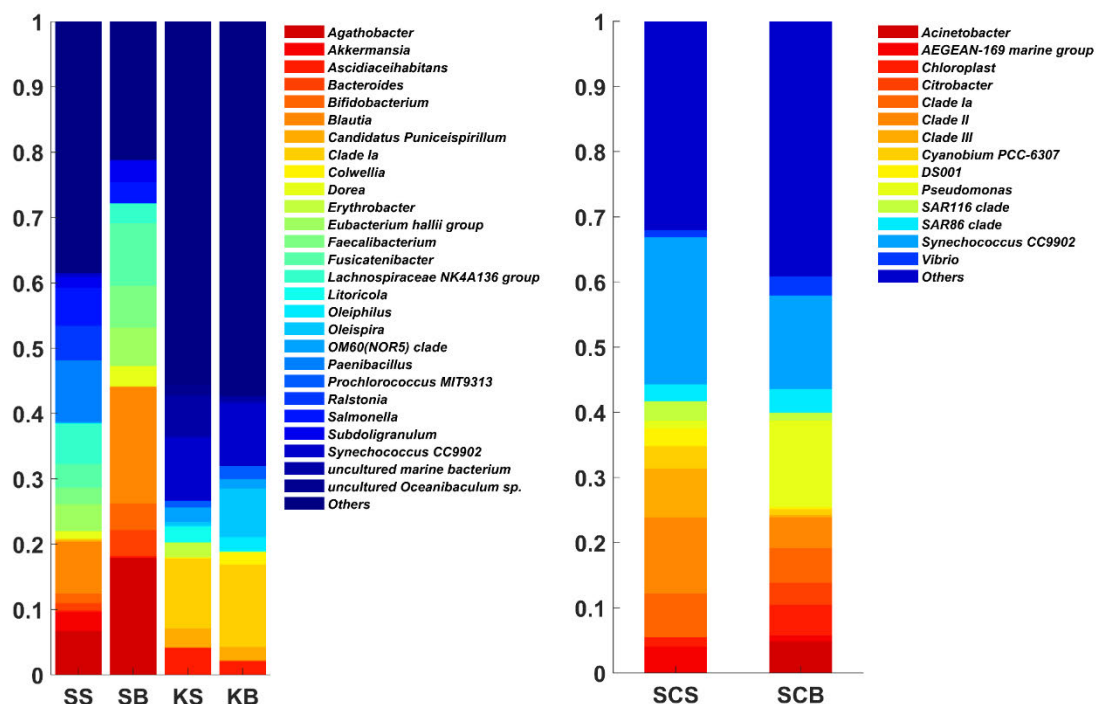 1
0.9
0.8
0.7
0.6
0.5
0.4
0.3
0.2
0.1
0
SS SB KS KB
Agathobacter
Akkermansia
Ascidiaceihabitans
Bacteroides
Bifidobacterium
Blautia
Candidatus Puniceispirillum
Clade Ia
Colwellia
Dorea
Erythrobacter
Eubacterium hallii group
Faecalibacterium
Fusicatenibacter
Lachnospiraceae NK4A136 group
Litoricola
Oleiphilus
Oleispira
OM60(NOR5) clade
Paenibacillus
Prochlorococcus MIT9313
Ralstonia
Salmonella
Subdoligranulum
Synechococcus CC9902
uncultured marine bacterium
uncultured Oceanibaculum sp.
Others
1
0.9
0.8
0.7
0.6
0.5
0.4
0.3
0.2
0.1
0
SCS SCB
Acinetobacter
AEGEAN-169 marine group
Chloroplast
Citrobacter
Clade Ia
Clade II
Clade III
Cyanobium PCC-6307
DS001
Pseudomonas
SAR116 clade
SAR86 clade
Synechococcus CC9902
Vibrio
Others